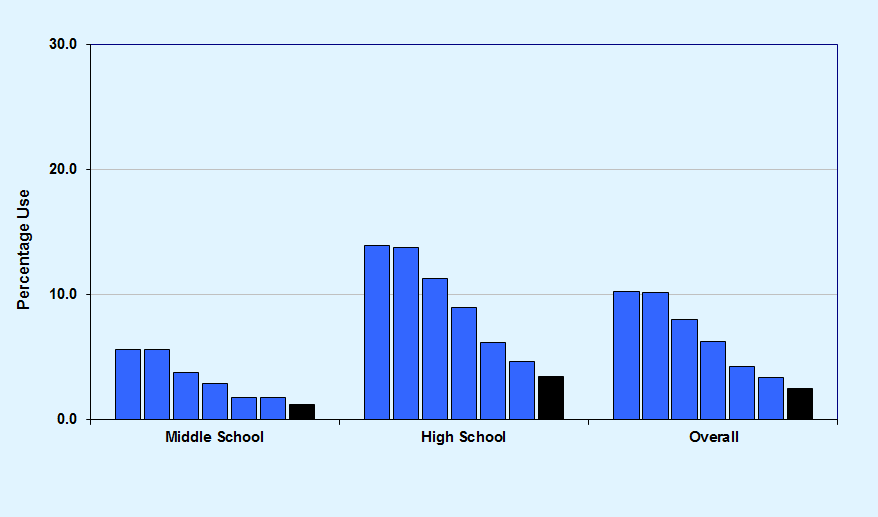 30.0
20.0
10.0
0.0
Percentage Use
Middle School
High School
Overall